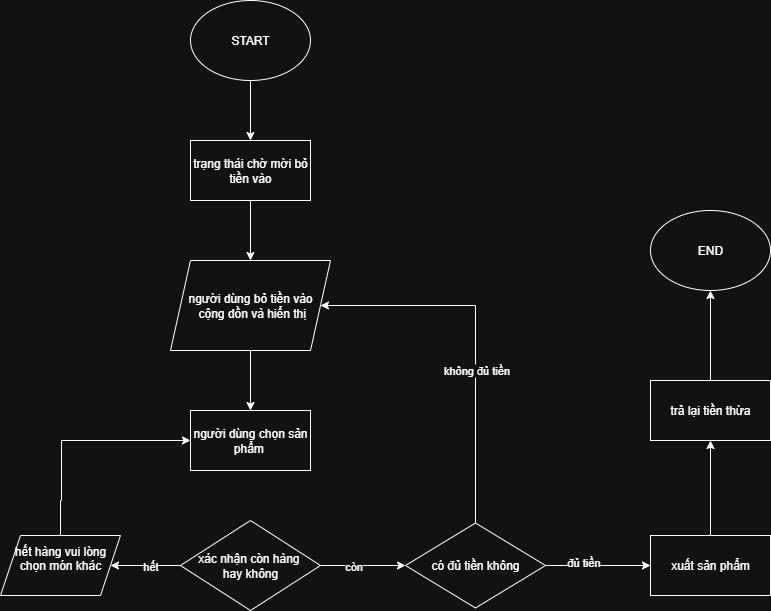 START
trạng thái chờ mời bỏ
tiền vào
người dùng bỏ tiền vào
cộng dồn và hiển thị
END
không đủ tiền
trả lại tiền thừa
người dùng chọn sản
phẩm
hết hàng vui lòng
chọn món khác
hết
xác nhận còn hàng
hay không
còn
có đủ tiền không
đủ tiền
xuất sản phẩm